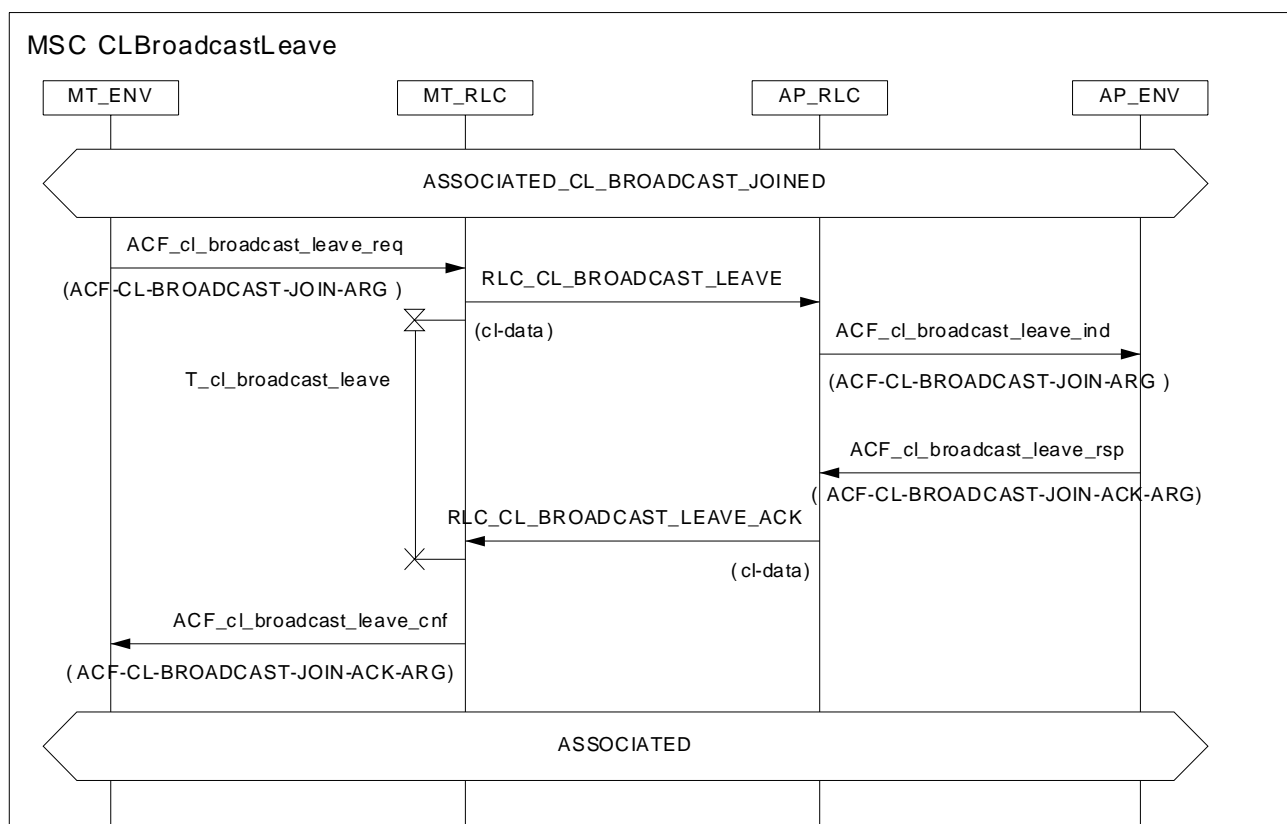 MSC CLBroadcastLeave
MT_ENV MT_RLC AP_RLC AP_ENV
ASSOCIATED_CL_BROADCAST_JOINED
ACF_cl_broadcast_leave_req
(ACF-CL-BROADCAST-JOIN-ARG )
RLC_CL_BROADCAST_LEAVE
(cl-data)
ACF_cl_broadcast_leave_ind
(ACF-CL-BROADCAST-JOIN-ARG )
T_cl_broadcast_leave
ACF_cl_broadcast_leave_rsp
( ACF-CL-BROADCAST-JOIN-ACK-ARG)
RLC_CL_BROADCAST_LEAVE_ACK
(cl-data)
ACF_cl_broadcast_leave_cnf
(ACF-CL-BROADCAST-JOIN-ACK-ARG)
ASSOCIATED